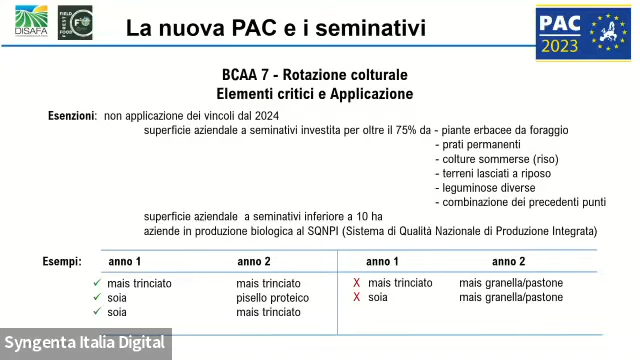 DISAFA
FIELD
BEST
FOOD
La nuova PAC e i seminativi
PAC
2023
BCAA 7 - Rotazione colturale
Elementi critici e Applicazione
Esenzioni: non applicazione dei vincoli dal 2024
superficie aziendale a seminativi investita per oltre il 75% da - piante erbacee da foraggio
- prati permanenti
- colture sommerse (riso)
- terreni lasciati a riposo
- leguminose diverse
- combinazione dei precedenti punti
superficie aziendale a seminativi inferiore a 10 ha
aziende in produzione biologica al SQNPI (Sistema di Qualità Nazionale di Produzione Integrata)
Esempi: anno 1 anno 2 anno 1 anno 2
✓ mais trinciato mais trinciato X mais trinciato mais granella/pastone
✓ soia pisello proteico X soia mais granella/pastone
✓ soia mais trinciato
Syngenta Italia Digital